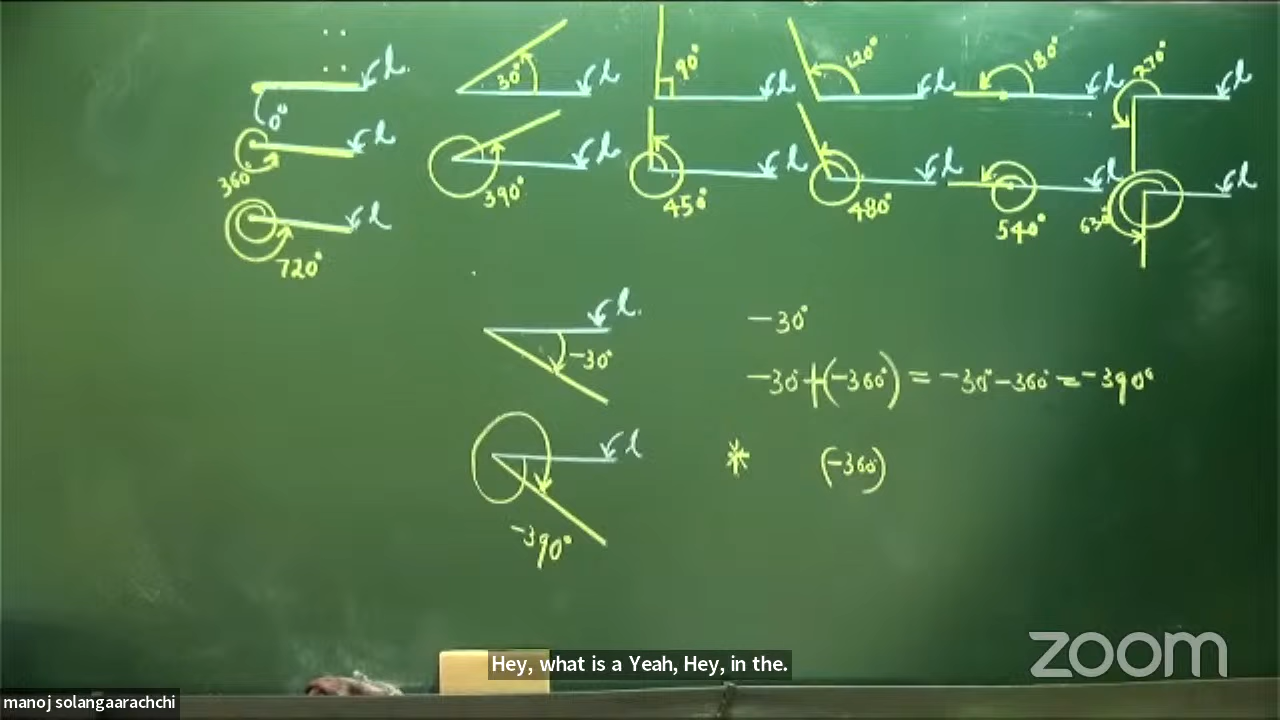 l. 30° l 90° l 120° l 180° l 270° l
0°
360° l 390° l 450° l 480° l 540° l 630° l
720° l
l.
-30°
-30°
-30°+(-360°) = -30°-360° = -390°
l
* (-360°)
-390°
Hey, what is a Yeah, Hey, in the.
zoom
manoj solangaarachchi